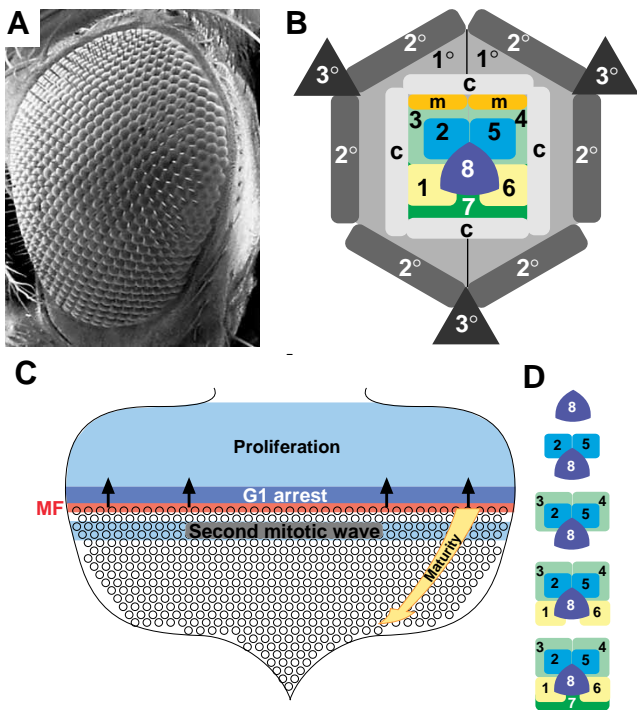 A
B
2° 2°
1° 1°
3° 3°
c
m m
3 4
2 5
2° c c 2°
8
1 6
7
c
2° 2°
3°
C
Proliferation
G1 arrest
MF
Second mitotic wave
Maturity
D
8
2 5
8
3 4
2 5
8
3 4
2 5
8
1 6
3 4
2 5
8
1 6
7